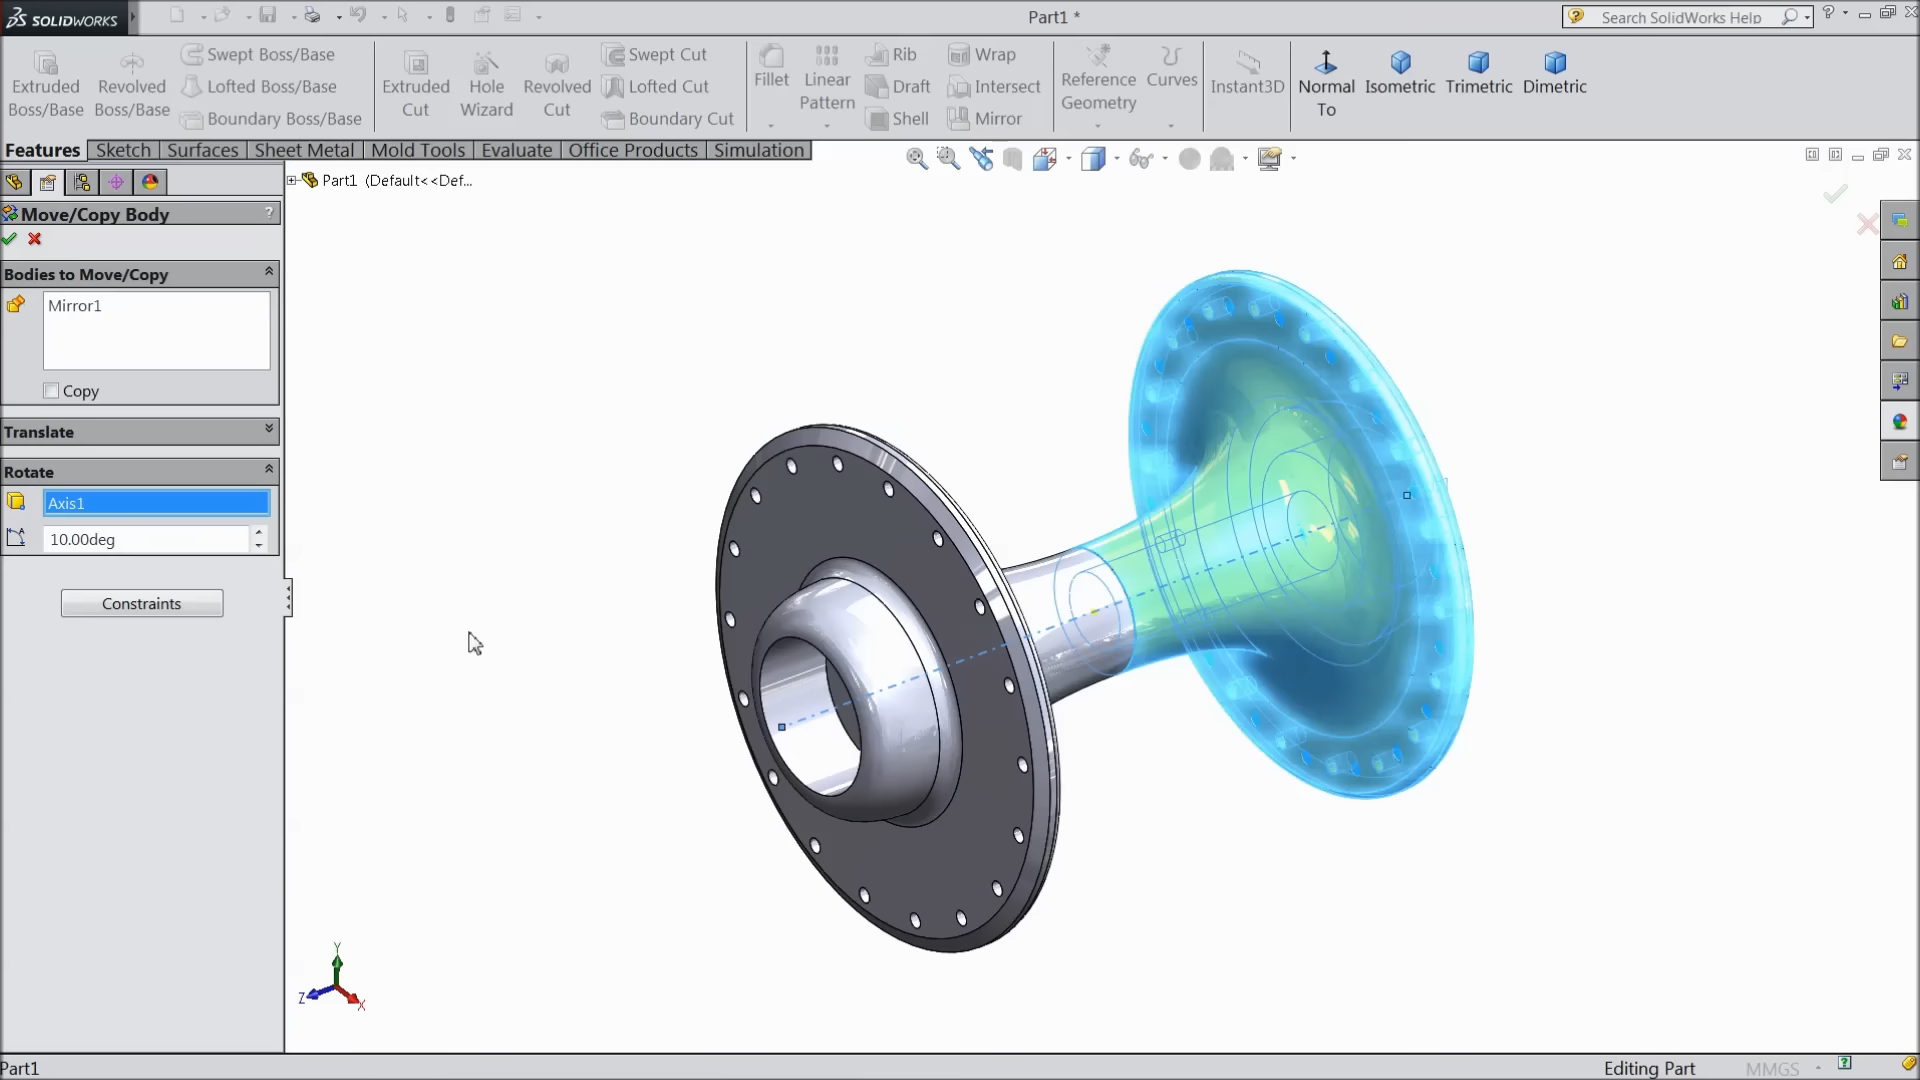 SOLIDWORKS
Part1 *
Search SolidWorks Help
Extruded Boss/Base
Revolved Boss/Base
Swept Boss/Base
Lofted Boss/Base
Boundary Boss/Base
Extruded Cut
Hole Wizard
Revolved Cut
Swept Cut
Lofted Cut
Boundary Cut
Fillet
Linear Pattern
Rib
Draft
Shell
Wrap
Intersect
Mirror
Reference Geometry
Curves
Instant3D
Normal To
Isometric
Trimetric
Dimetric
Features
Sketch
Surfaces
Sheet Metal
Mold Tools
Evaluate
Office Products
Simulation
Part1 (Default<<Def...
Move/Copy Body
?
Bodies to Move/Copy
Mirror1
Copy
Translate
Rotate
Axis1
10.00deg
Constraints
Y
Z
X
Part1
Editing Part
MMGS